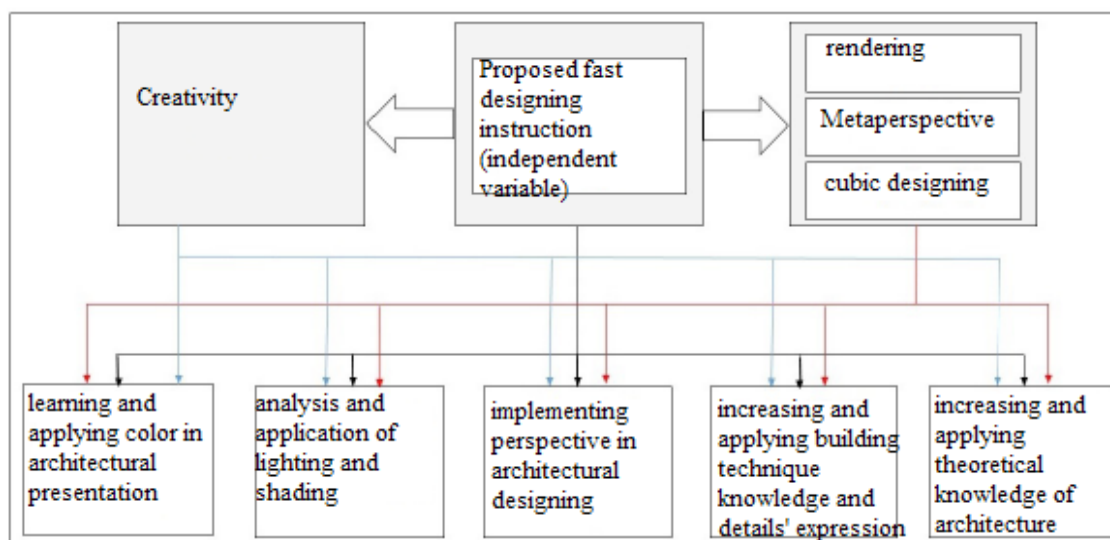 Creativity
Proposed fast
designing
instruction
(independent
variable)
rendering
Metaperspective
cubic designing
learning and
applying color in
architectural
presentation
analysis and
application of
lighting and
shading
implementing
perspective in
architectural
designing
increasing and
applying building
technique
knowledge and
details' expression
increasing and
applying
theoretical
knowledge of
architecture